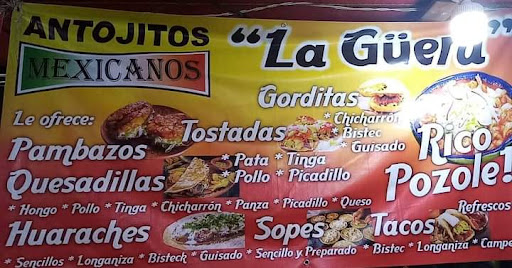 ANTOJITOS
MEXICANOS
"La Güera"
Le ofrece:
Pambazos
Quesadillas
* Hongo * Pollo * Tinga * Chicharrón * Panza * Picadillo * Queso
Huaraches
* Sencillos * Longaniza * Bisteck * Guisado
Tostadas
* Pata * Tinga
* Pollo * Picadillo
Gorditas
* Chicharrón
* Bistec
* Guisado
Rico
Pozole!
Sopes
* Sencillo y Preparado
Tacos
* Bistec * Longaniza * Campe
Refrescos